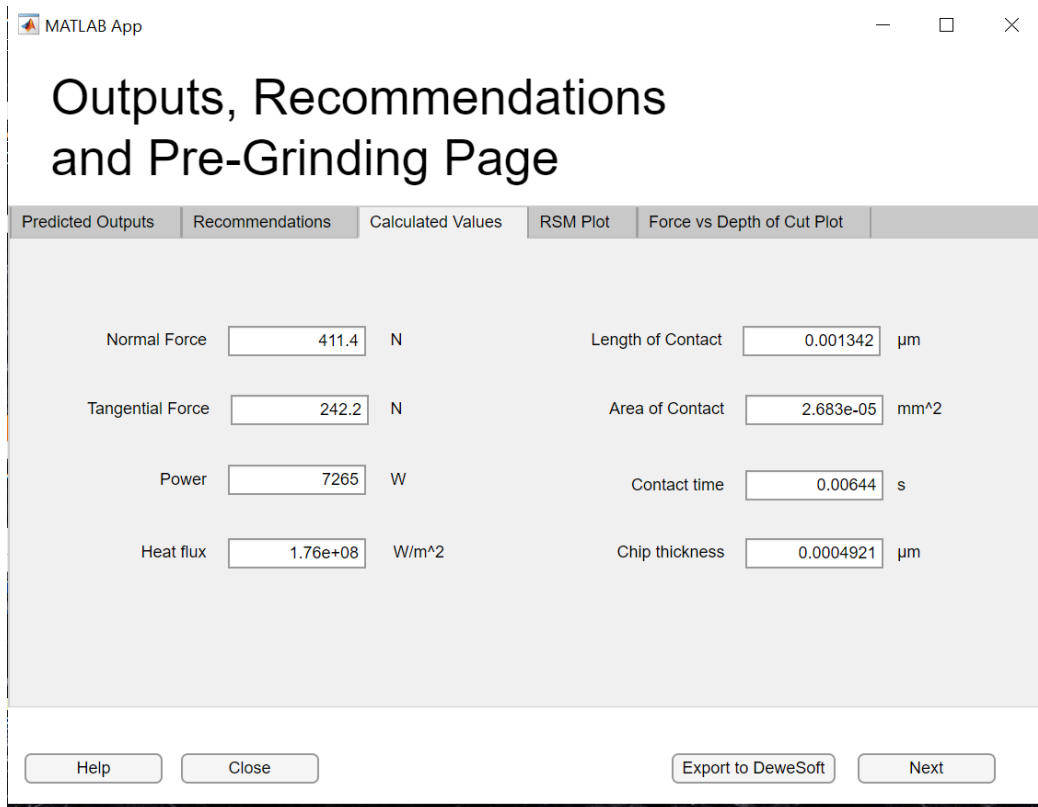 MATLAB App
Outputs, Recommendations
and Pre-Grinding Page
Predicted Outputs Recommendations Calculated Values RSM Plot Force vs Depth of Cut Plot
Normal Force 411.4 N
Length of Contact 0.001342 µm
Tangential Force 242.2 N
Area of Contact 2.683e-05 mm^2
Power 7265 W
Contact time 0.00644 s
Heat flux 1.76e+08 W/m^2
Chip thickness 0.0004921 µm
Help Close Export to DeweSoft Next